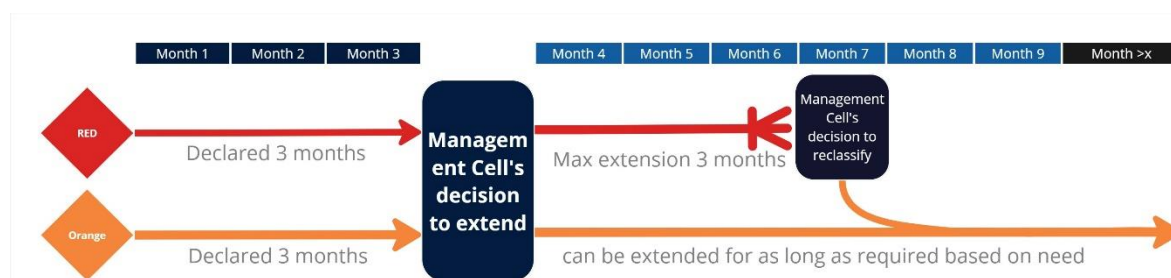 Month 1 Month 2 Month 3 Month 4 Month 5 Month 6 Month 7 Month 8 Month 9 Month >x
RED
Declared 3 months
Managem
ent Cell's
decision
to extend
Max extension 3 months
Management
Cell's
decision to
reclassify
Orange
Declared 3 months
can be extended for as long as required based on need